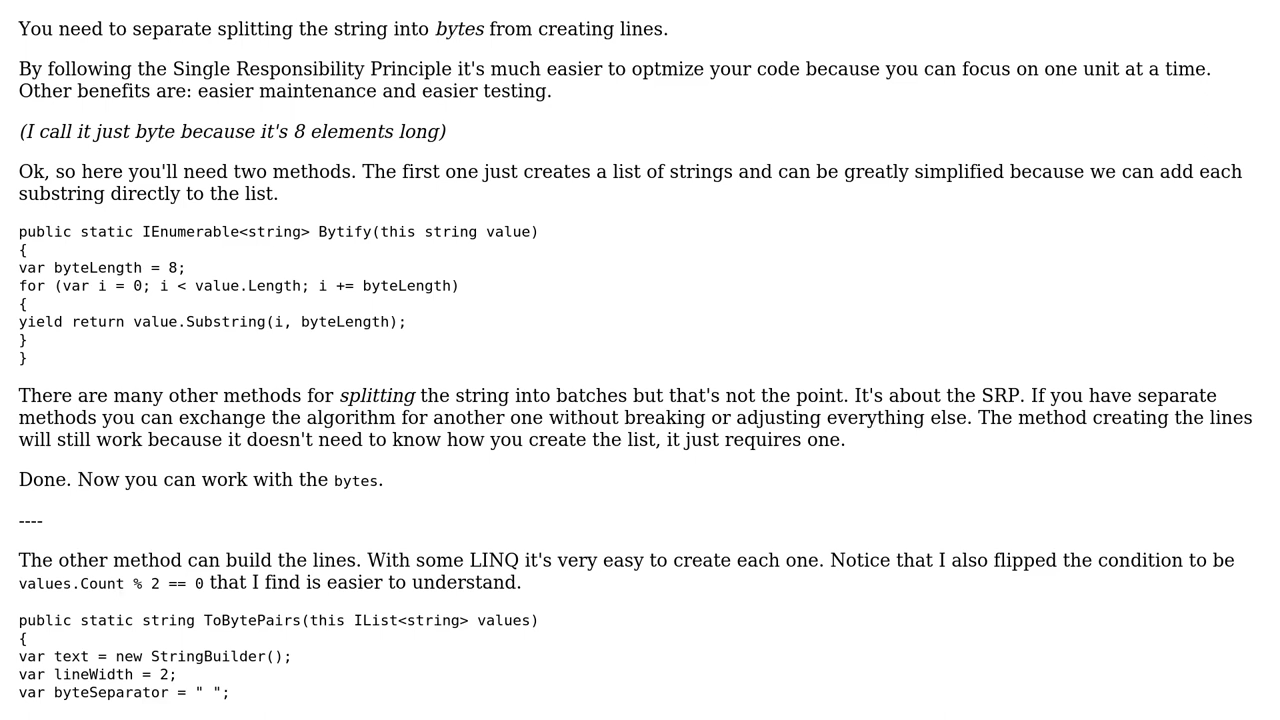 You need to separate splitting the string into bytes from creating lines.
By following the Single Responsibility Principle it's much easier to optmize your code because you can focus on one unit at a time.
Other benefits are: easier maintenance and easier testing.
(I call it just byte because it's 8 elements long)
Ok, so here you'll need two methods. The first one just creates a list of strings and can be greatly simplified because we can add each
substring directly to the list.
public static IEnumerable<string> Bytify(this string value)
{
var byteLength = 8;
for (var i = 0; i < value.Length; i += byteLength)
{
yield return value.Substring(i, byteLength);
}
}
There are many other methods for splitting the string into batches but that's not the point. It's about the SRP. If you have separate
methods you can exchange the algorithm for another one without breaking or adjusting everything else. The method creating the lines
will still work because it doesn't need to know how you create the list, it just requires one.
Done. Now you can work with the bytes.
----
The other method can build the lines. With some LINQ it's very easy to create each one. Notice that I also flipped the condition to be
values.Count % 2 == 0 that I find is easier to understand.
public static string ToBytePairs(this IList<string> values)
{
var text = new StringBuilder();
var lineWidth = 2;
var byteSeparator = " ";